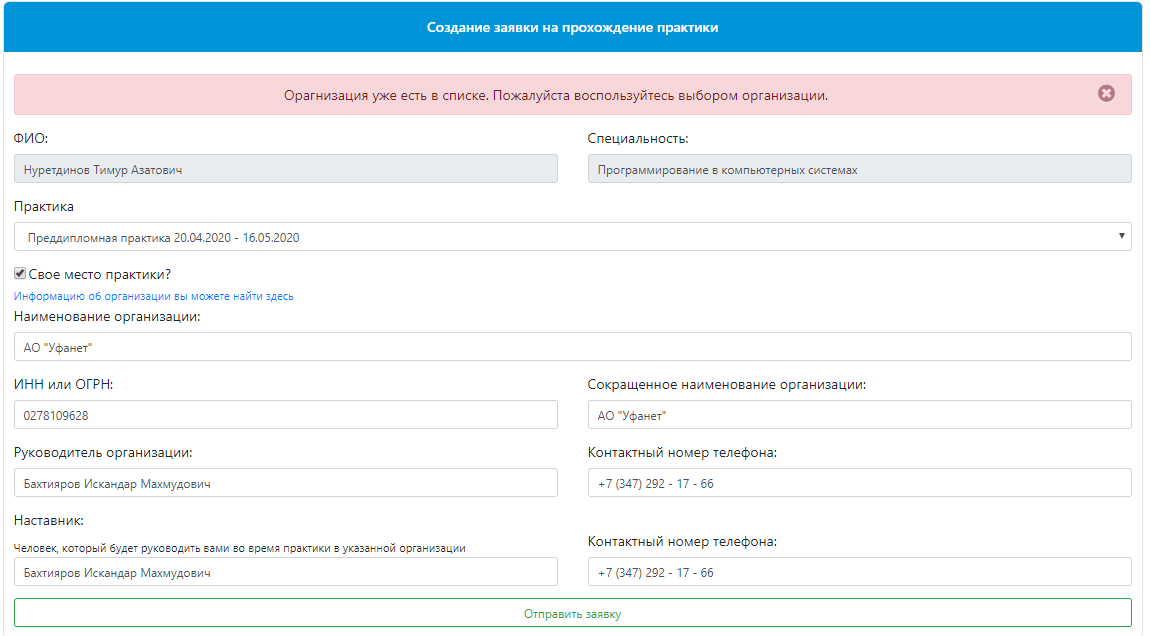 Создание заявки на прохождение практики
Орагнизация уже есть в списке. Пожалуйста воспользуйтесь выбором организации.
ФИО:
Специальность:
Нуретдинов Тимур Азатович
Программирование в компьютерных системах
Практика
Преддипломная практика 20.04.2020 - 16.05.2020
Свое место практики?
Информацию об организации вы можете найти здесь
Наименование организации:
АО "Уфанет"
ИНН или ОГРН:
Сокращенное наименование организации:
0278109628
АО "Уфанет"
Руководитель организации:
Контактный номер телефона:
Бахтияров Искандар Махмудович
+7 (347) 292 - 17 - 66
Наставник:
Человек, который будет руководить вами во время практики в указанной организации
Контактный номер телефона:
Бахтияров Искандар Махмудович
+7 (347) 292 - 17 - 66
Отправить заявку